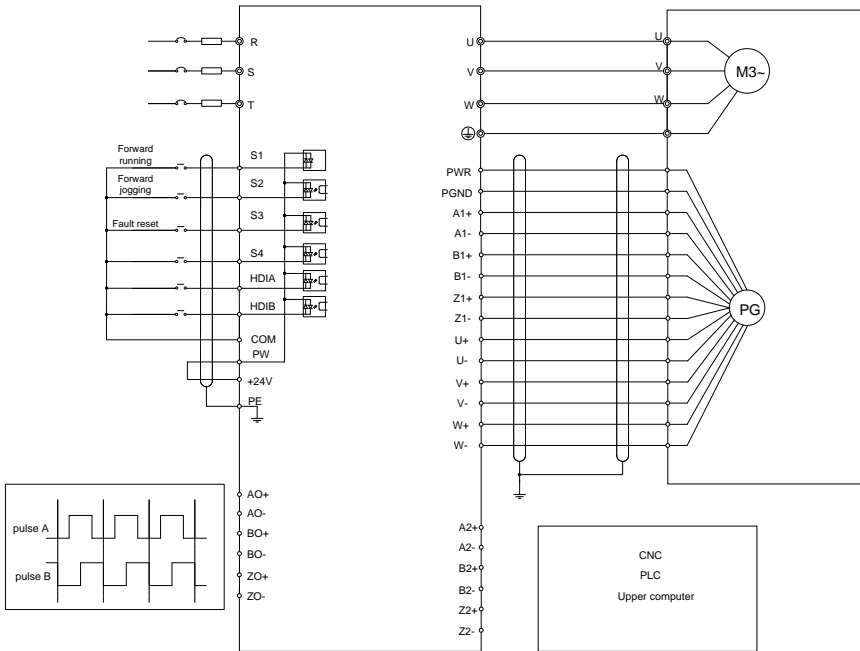 R
S
T
Forward
running
Forward
jogging
Fault reset
S1
S2
S3
S4
HDIA
HDIB
COM
PW
+24V
PE
pulse A
pulse B
AO+
AO-
BO+
BO-
ZO+
ZO-
U
V
W
U
V
W
M3~
PWR
PGND
A1+
A1-
B1+
B1-
Z1+
Z1-
U+
U-
V+
V-
W+
W-
PG
A2+
A2-
B2+
B2-
Z2+
Z2-
CNC
PLC
Upper computer